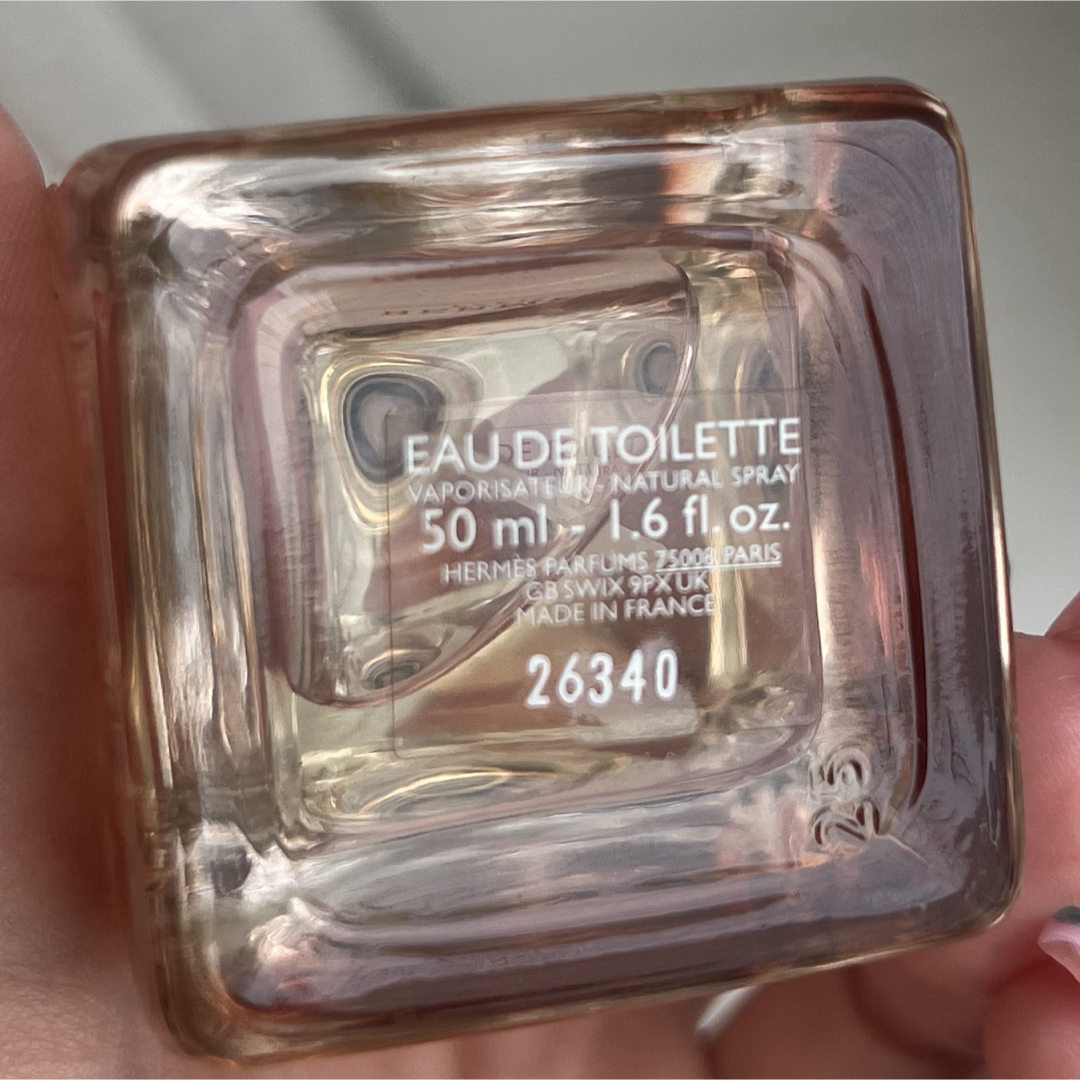 EAU DE TOILETTE
VAPORISATEUR - NATURAL SPRAY
50 ml - 1.6 fl. oz.
HERMÈS PARFUMS 75008 PARIS
GB SWIX 9PX UK
MADE IN FRANCE
26340
25